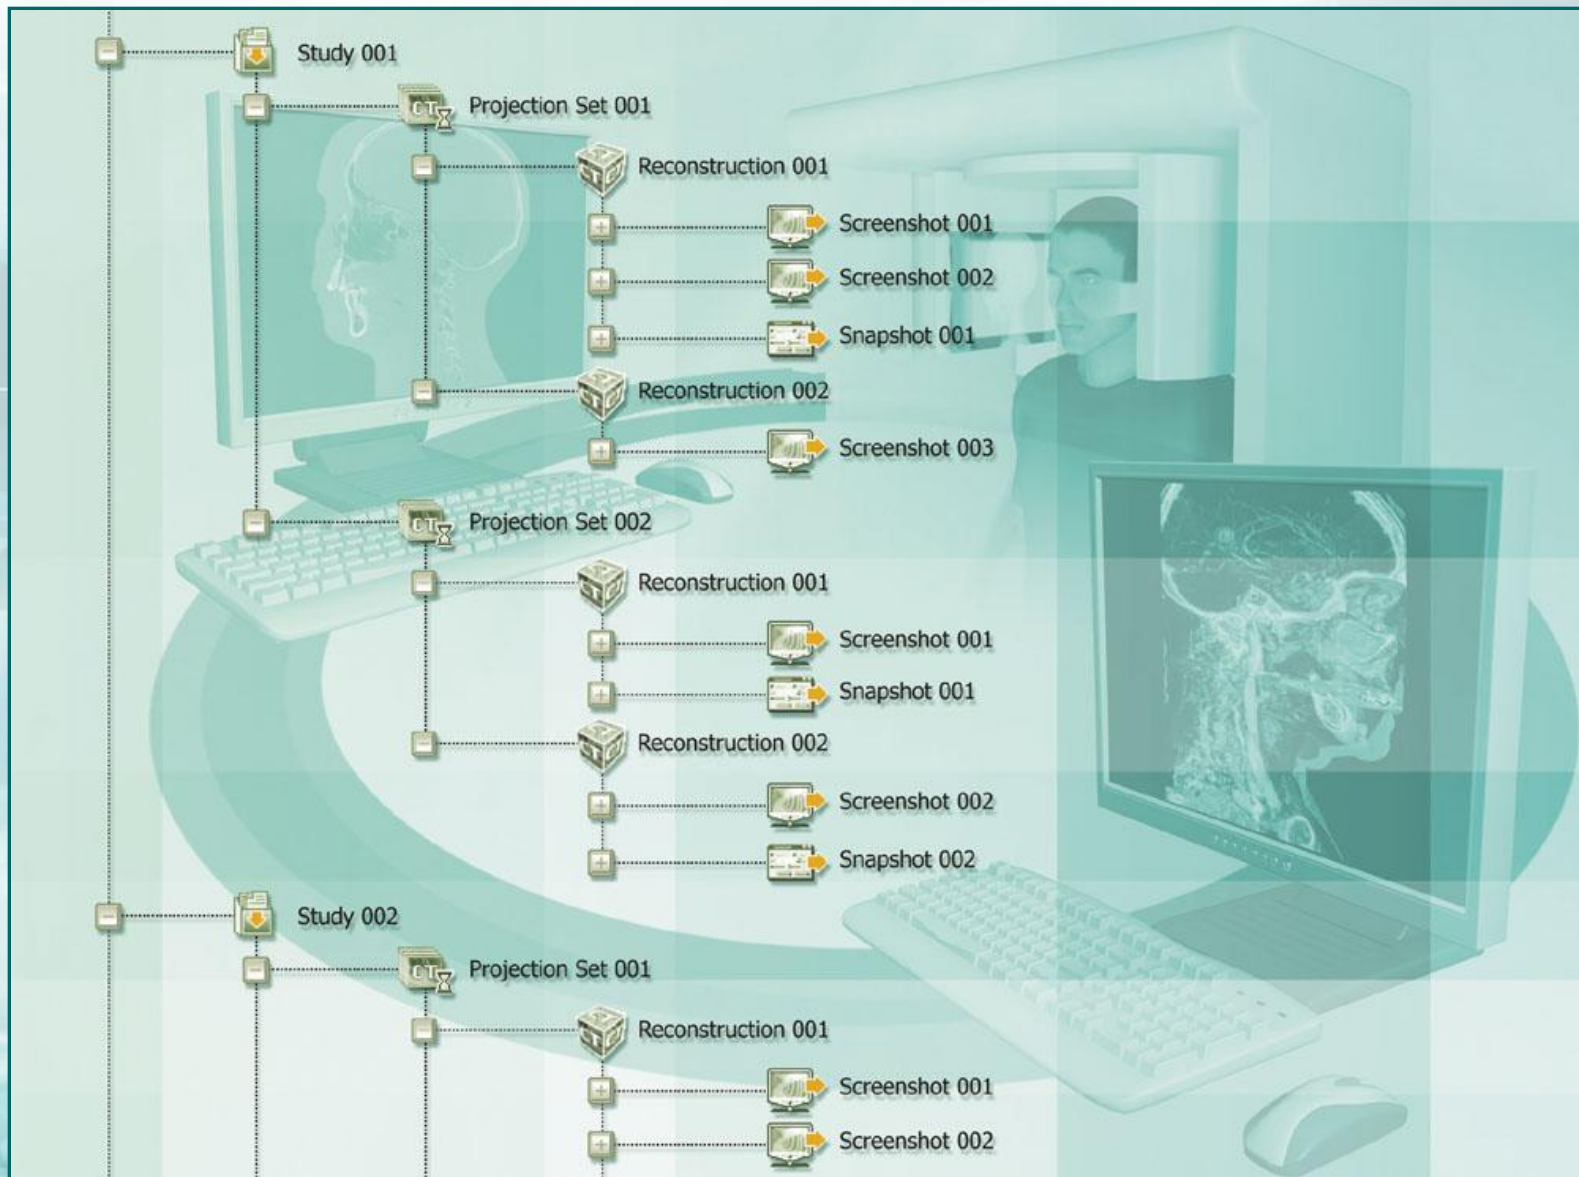 Study 001
Projection Set 001
Reconstruction 001
Screenshot 001
Screenshot 002
Snapshot 001
Reconstruction 002
Screenshot 003
Projection Set 002
Reconstruction 001
Screenshot 001
Snapshot 001
Reconstruction 002
Screenshot 002
Snapshot 002
Study 002
Projection Set 001
Reconstruction 001
Screenshot 001
Screenshot 002